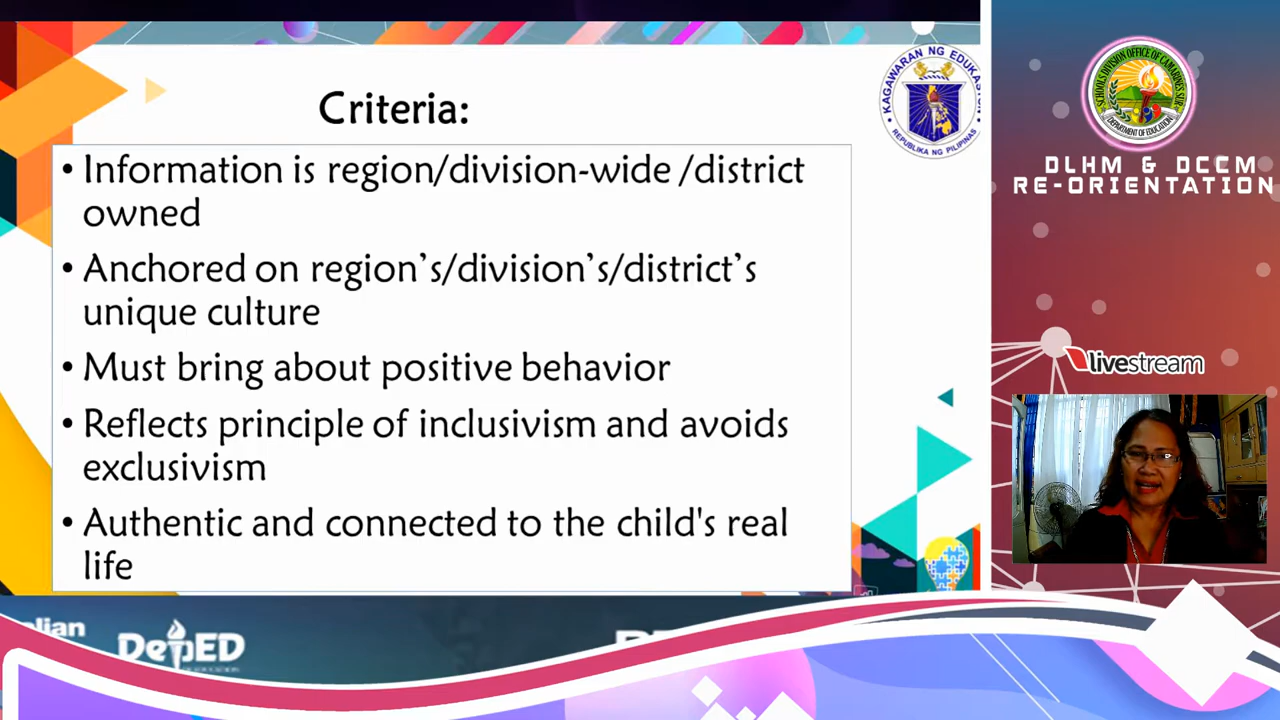 Criteria:
• Information is region/division-wide /district
owned
• Anchored on region’s/division’s/district’s
unique culture
• Must bring about positive behavior
• Reflects principle of inclusivism and avoids
exclusivism
• Authentic and connected to the child's real
life
KAGAWARAN NG EDUKASYON
REPUBLIKA NG PILIPINAS
SCHOOLS DIVISION OFFICE OF CAMARINES SUR
DEPARTMENT OF EDUCATION
DLHM & DCCM
RE-ORIENTATION
livestream
DepED